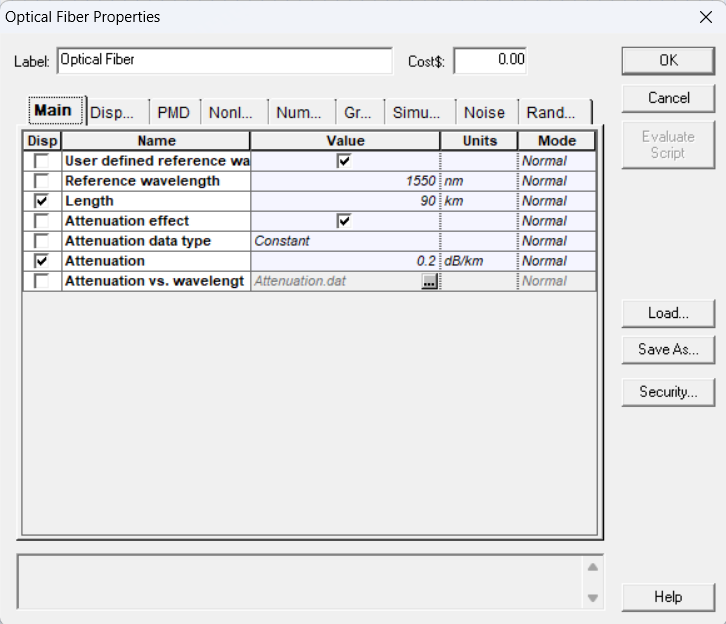 Optical Fiber Properties
Label: Optical Fiber Cost$: 0.00 OK
Cancel
Evaluate
Script
Main Disp... PMD Nonl... Num... Gr... Simu... Noise Rand...
Disp Name Value Units Mode
User defined reference wa Normal
Reference wavelength 1550 nm Normal
Length 90 km Normal
Attenuation effect Normal
Attenuation data type Constant Normal
Attenuation 0.2 dB/km Normal
Attenuation vs. wavelengt Attenuation.dat ... Normal
Load...
Save As...
Security...
Help